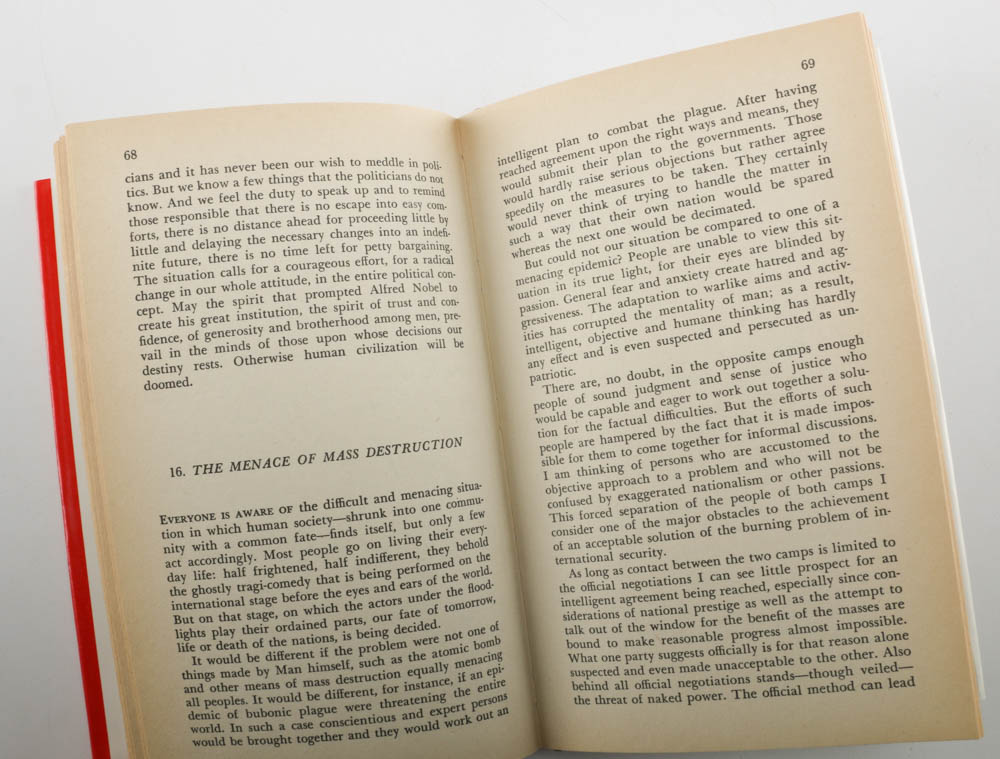 68
cians and it has never been our wish to meddle in poli-
tics. But we know a few things that the politicians do not
know. And we feel the duty to speak up and to remind
those responsible that there is no escape into easy com-
forts, there is no distance ahead for proceeding little by
little and delaying the necessary changes into an indefi-
nite future, there is no time left for petty bargaining.
The situation calls for a courageous effort, for a radical
change in our whole attitude, in the entire political con-
cept. May the spirit that prompted Alfred Nobel to
create his great institution, the spirit of trust and con-
fidence, of generosity and brotherhood among men, pre-
vail in the minds of those upon whose decisions our
destiny rests. Otherwise human civilization will be
doomed.
16. THE MENACE OF MASS DESTRUCTION
EVERYONE IS AWARE OF the difficult and menacing situa-
tion in which human society—shrunk into one commu-
nity with a common fate—finds itself, but only a few
act accordingly. Most people go on living their every-
day life: half frightened, half indifferent, they behold
the ghostly tragi-comedy that is being performed on the
international stage before the eyes and ears of the world.
But on that stage, on which the actors under the flood-
lights play their ordained parts, our fate of tomorrow,
life or death of the nations, is being decided.
It would be different if the problem were not one of
things made by Man himself, such as the atomic bomb
and other means of mass destruction equally menacing
all peoples. It would be different, for instance, if an epi-
demic of bubonic plague were threatening the entire
world. In such a case conscientious and expert persons
would be brought together and they would work out an
69
intelligent plan to combat the plague. After having
reached agreement upon the right ways and means, they
would submit their plan to the governments. Those
would hardly raise serious objections but rather agree
speedily on the measures to be taken. They certainly
would never think of trying to handle the matter in
such a way that their own nation would be spared
whereas the next one would be decimated.
But could not our situation be compared to one of a
menacing epidemic? People are unable to view this sit-
uation in its true light, for their eyes are blinded by
passion. General fear and anxiety create hatred and ag-
gressiveness. The adaptation to warlike aims and activ-
ities has corrupted the mentality of man; as a result,
intelligent, objective and humane thinking has hardly
any effect and is even suspected and persecuted as un-
patriotic.
There are, no doubt, in the opposite camps enough
people of sound judgment and sense of justice who
would be capable and eager to work out together a solu-
tion for the factual difficulties. But the efforts of such
people are hampered by the fact that it is made impos-
sible for them to come together for informal discussions.
I am thinking of persons who are accustomed to the
objective approach to a problem and who will not be
confused by exaggerated nationalism or other passions.
This forced separation of the people of both camps I
consider one of the major obstacles to the achievement
of an acceptable solution of the burning problem of in-
ternational security.
As long as contact between the two camps is limited to
the official negotiations I can see little prospect for an
intelligent agreement being reached, especially since con-
siderations of national prestige as well as the attempt to
talk out of the window for the benefit of the masses are
bound to make reasonable progress almost impossible.
What one party suggests officially is for that reason alone
suspected and even made unacceptable to the other. Also
behind all official negotiations stands—though veiled—
the threat of naked power. The official method can lead